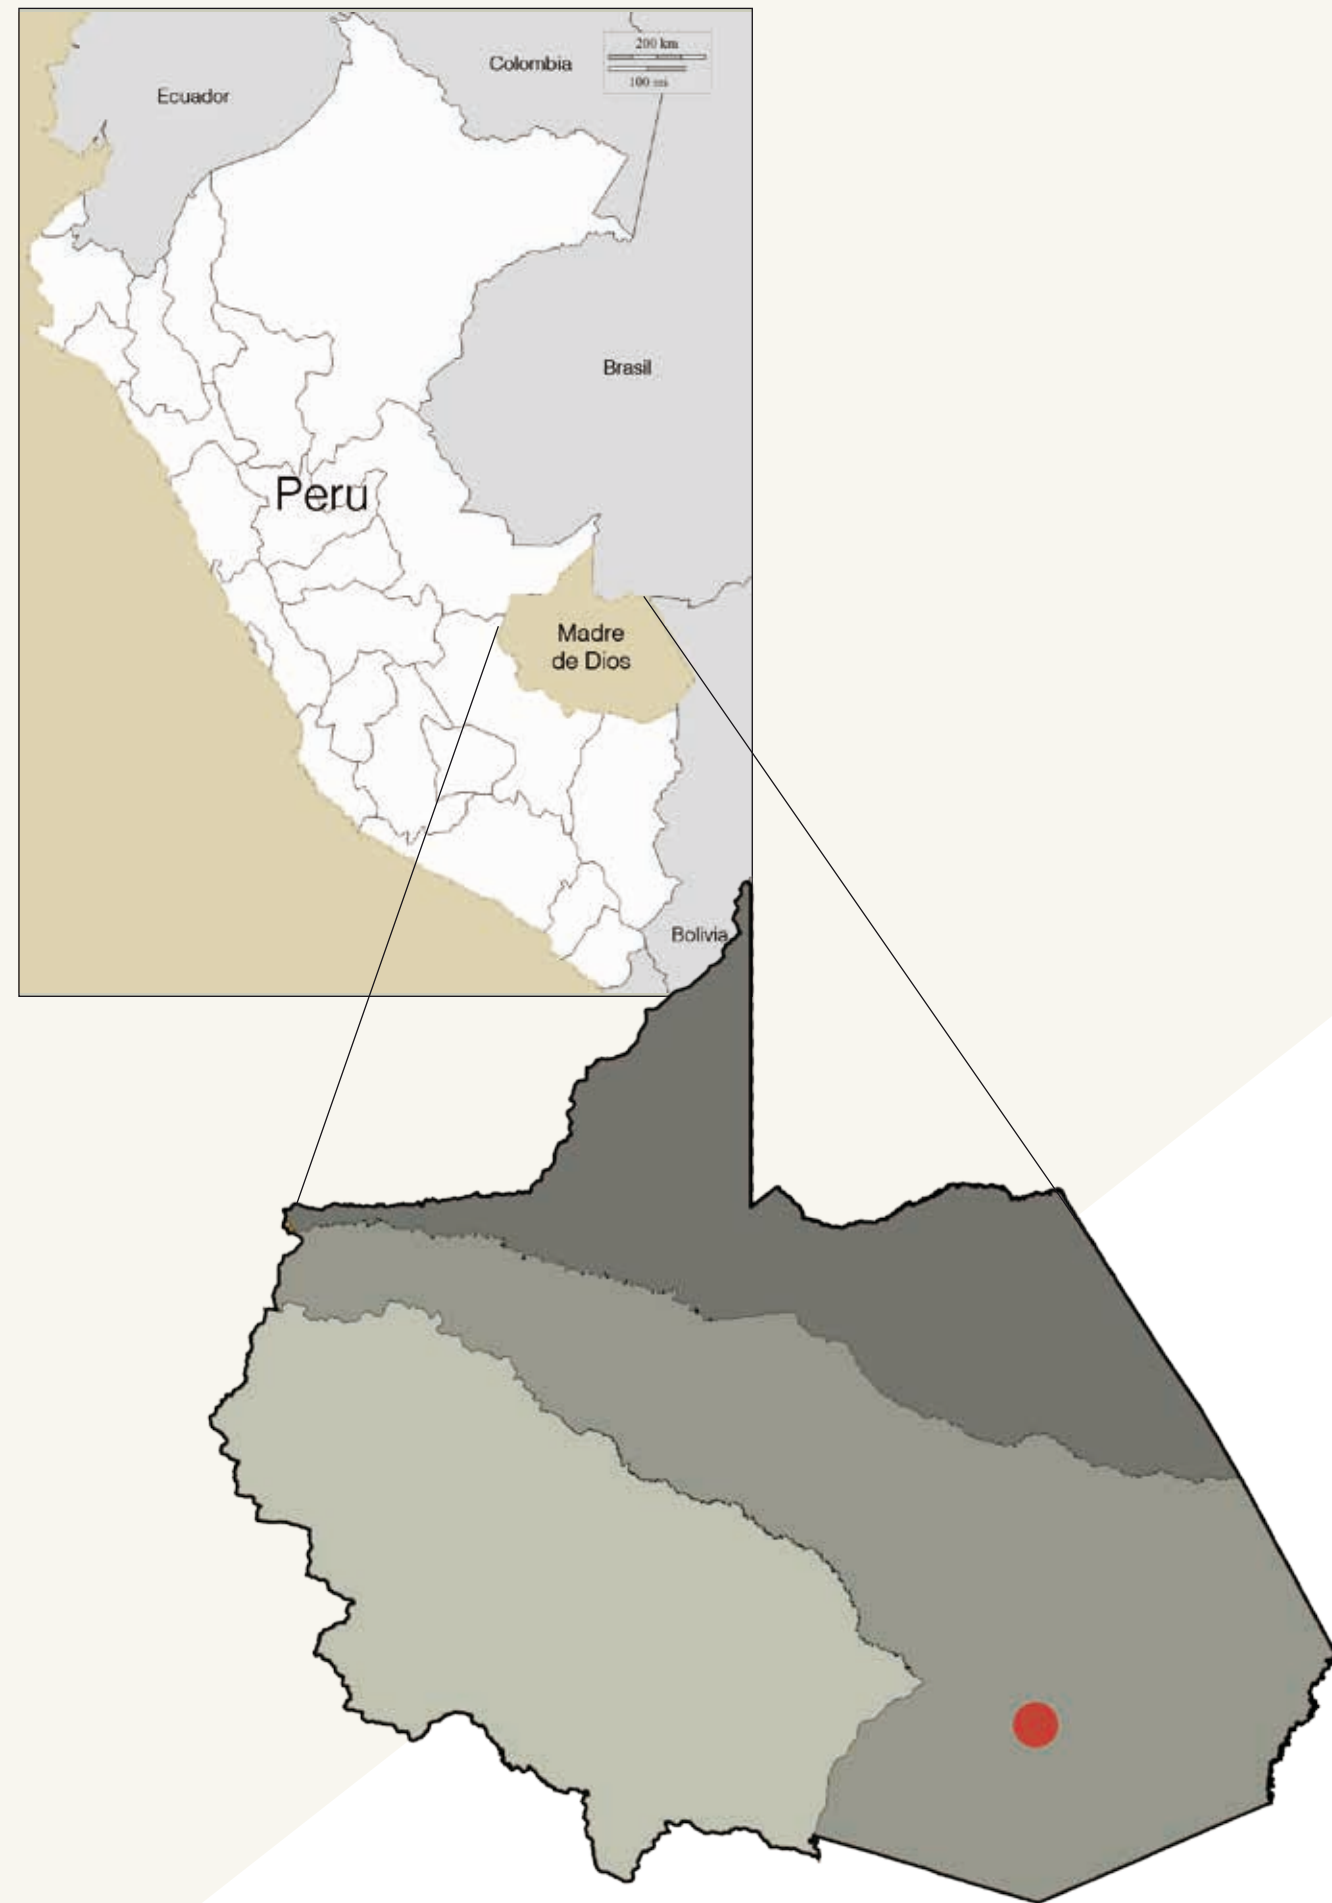 200 km
100 mi
Colombia
Ecuador
Brasil
Peru
Madre
de Dios
Bolivia